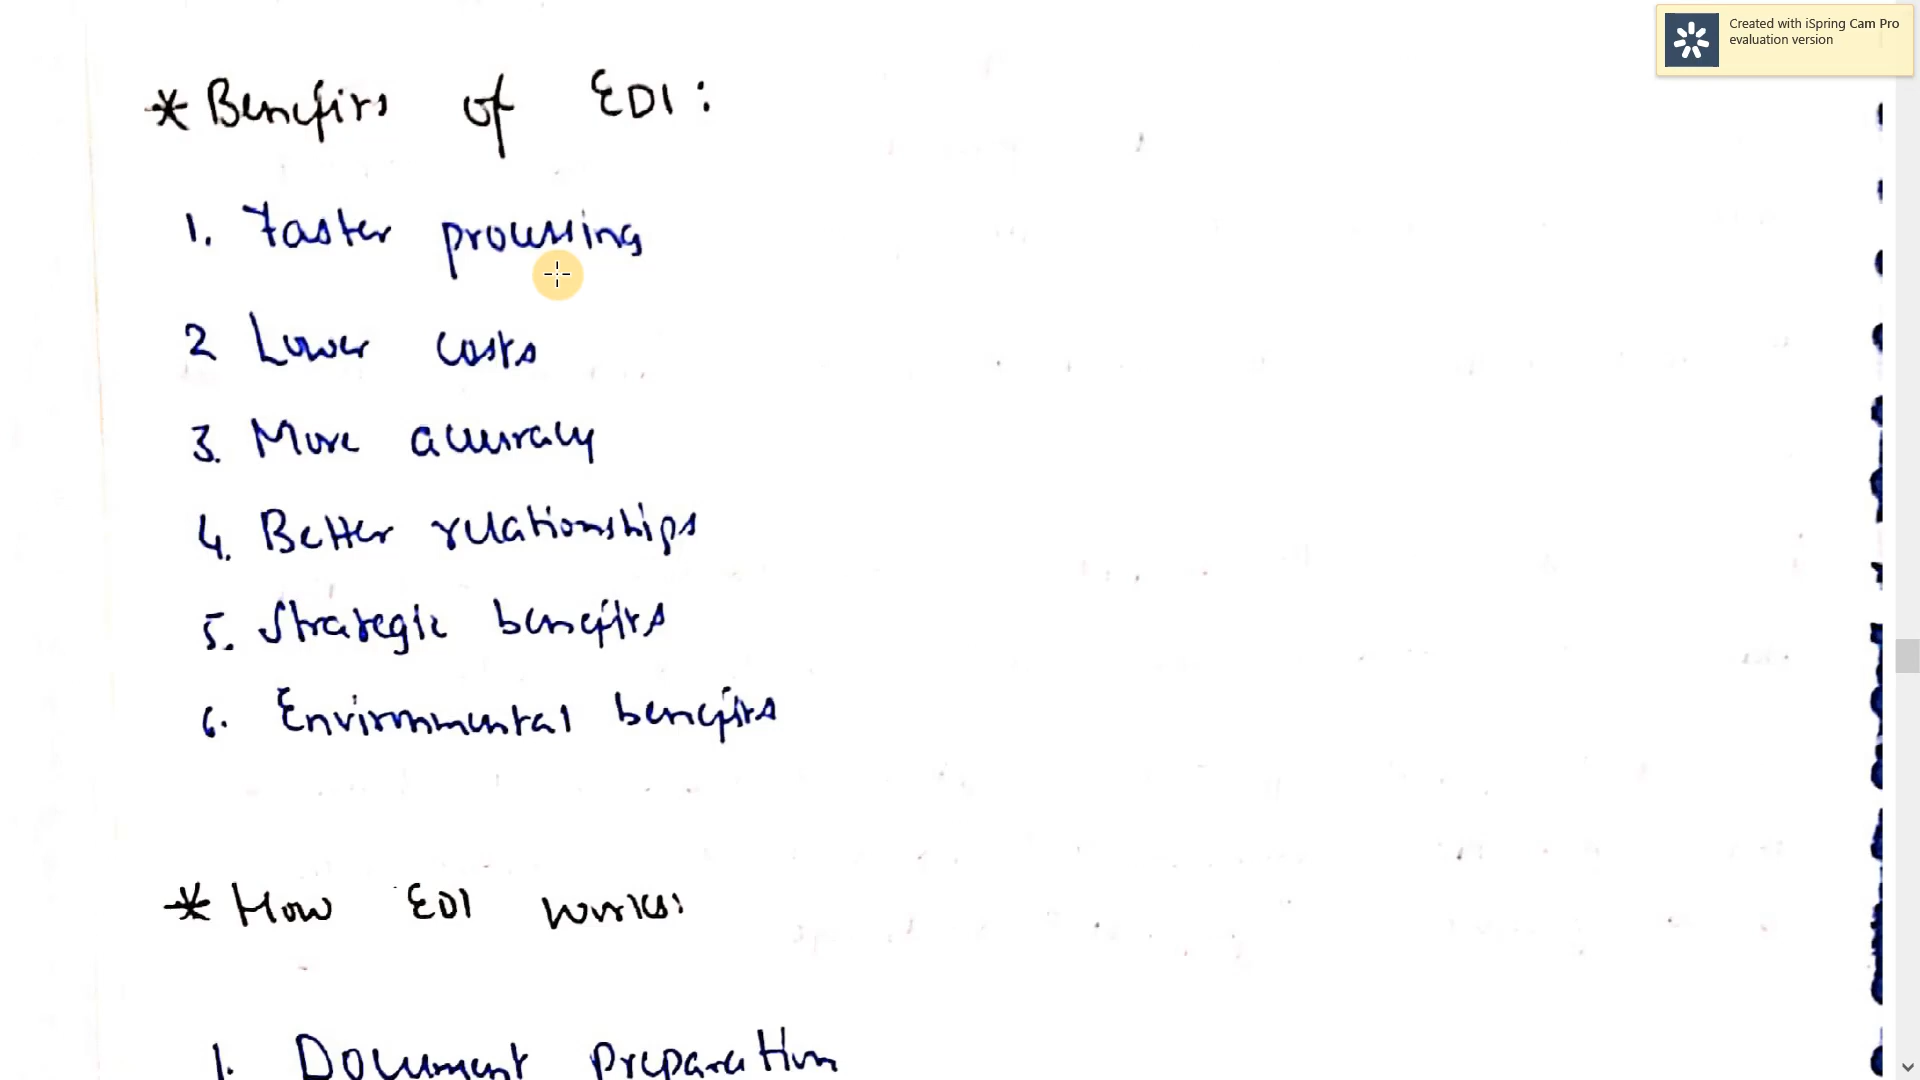 Created with iSpring Cam Pro
evaluation version
* Benefits of EDI:
1. Faster processing
2 Lower costs
3. More accuracy
4. Better relationships
5. Strategic benefits
6. Environmental benefits
* How EDI works:
1. Document preparation